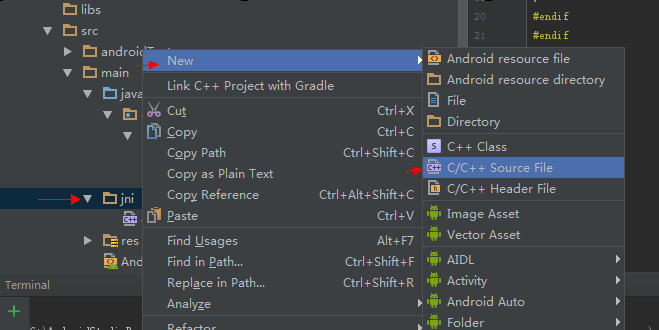 libs
src
androidT
main
java
jni
res
And
Terminal
New
Link C++ Project with Gradle
Cut Ctrl+X
Copy Ctrl+C
Copy Path Ctrl+Shift+C
Copy as Plain Text
Copy Reference Ctrl+Alt+Shift+C
Paste Ctrl+V
Find Usages Alt+F7
Find in Path... Ctrl+Shift+F
Replace in Path... Ctrl+Shift+R
Analyze
Refactor
20 #endif
21 #endif
Android resource file
Android resource directory
File
Directory
C++ Class
C/C++ Source File
C/C++ Header File
Image Asset
Vector Asset
AIDL
Activity
Android Auto
Folder